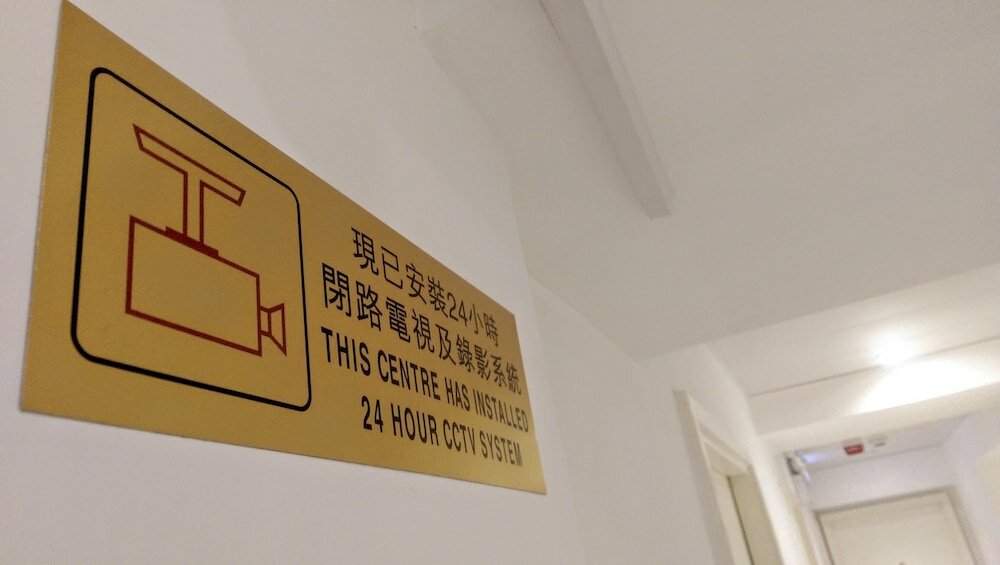 現已安裝24小時
閉路電視及錄影系統
THIS CENTRE HAS INSTALLED
24 HOUR CCTV SYSTEM